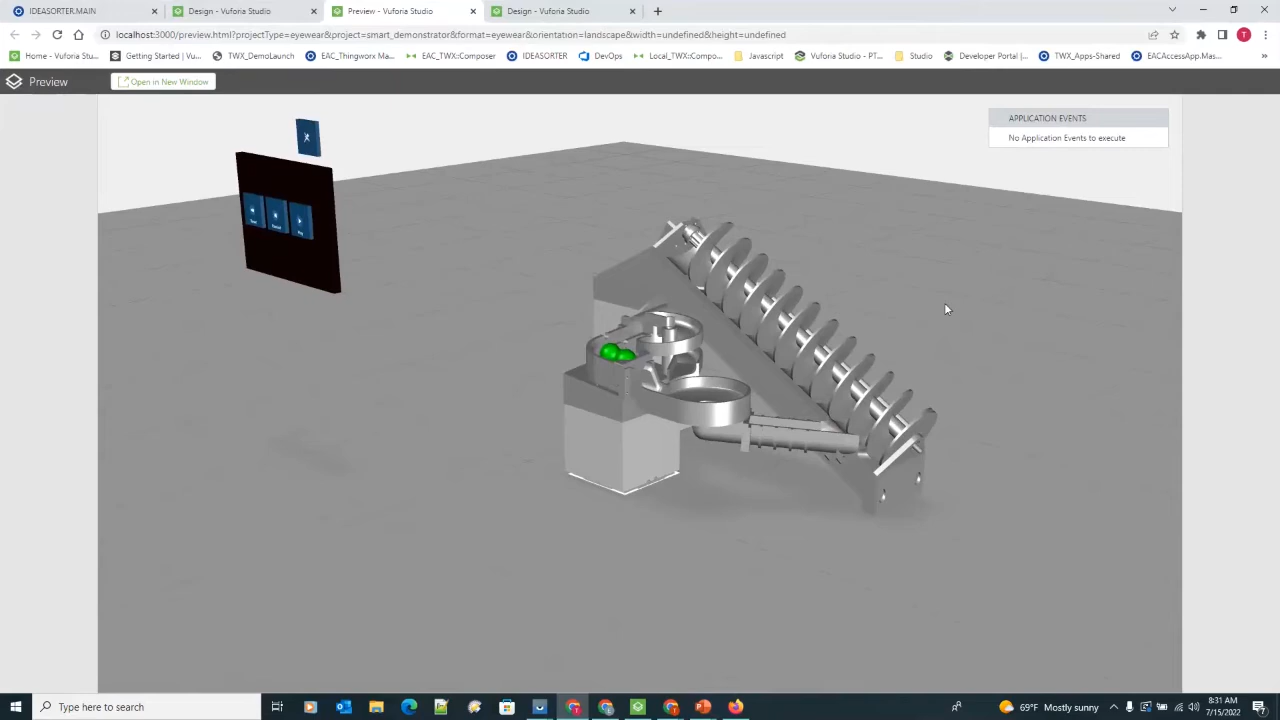 IDEASORTER.MAIN
Design - Vuforia Studio
Preview - Vuforia Studio
Design - Vuforia Studio
localhost:3000/preview.html?projectType=eyewear&project=smart_demonstrator&format=eyewear&orientation=landscape&width=undefined&height=undefined
T
Home - Vuforia Stu...
Getting Started | Vu...
TWX_DemoLaunch
EAC_Thingworx Ma...
EAC_TWX::Composer
IDEASORTER
DevOps
Local_TWX::Compo...
Javascript
Vuforia Studio - PT...
Studio
Developer Portal |...
TWX_Apps-Shared
EACAccessApp.Mas...
»
Preview
Open in New Window
APPLICATION EVENTS
No Application Events to execute
Play
Type here to search
69°F Mostly sunny
8:31 AM
7/15/2022